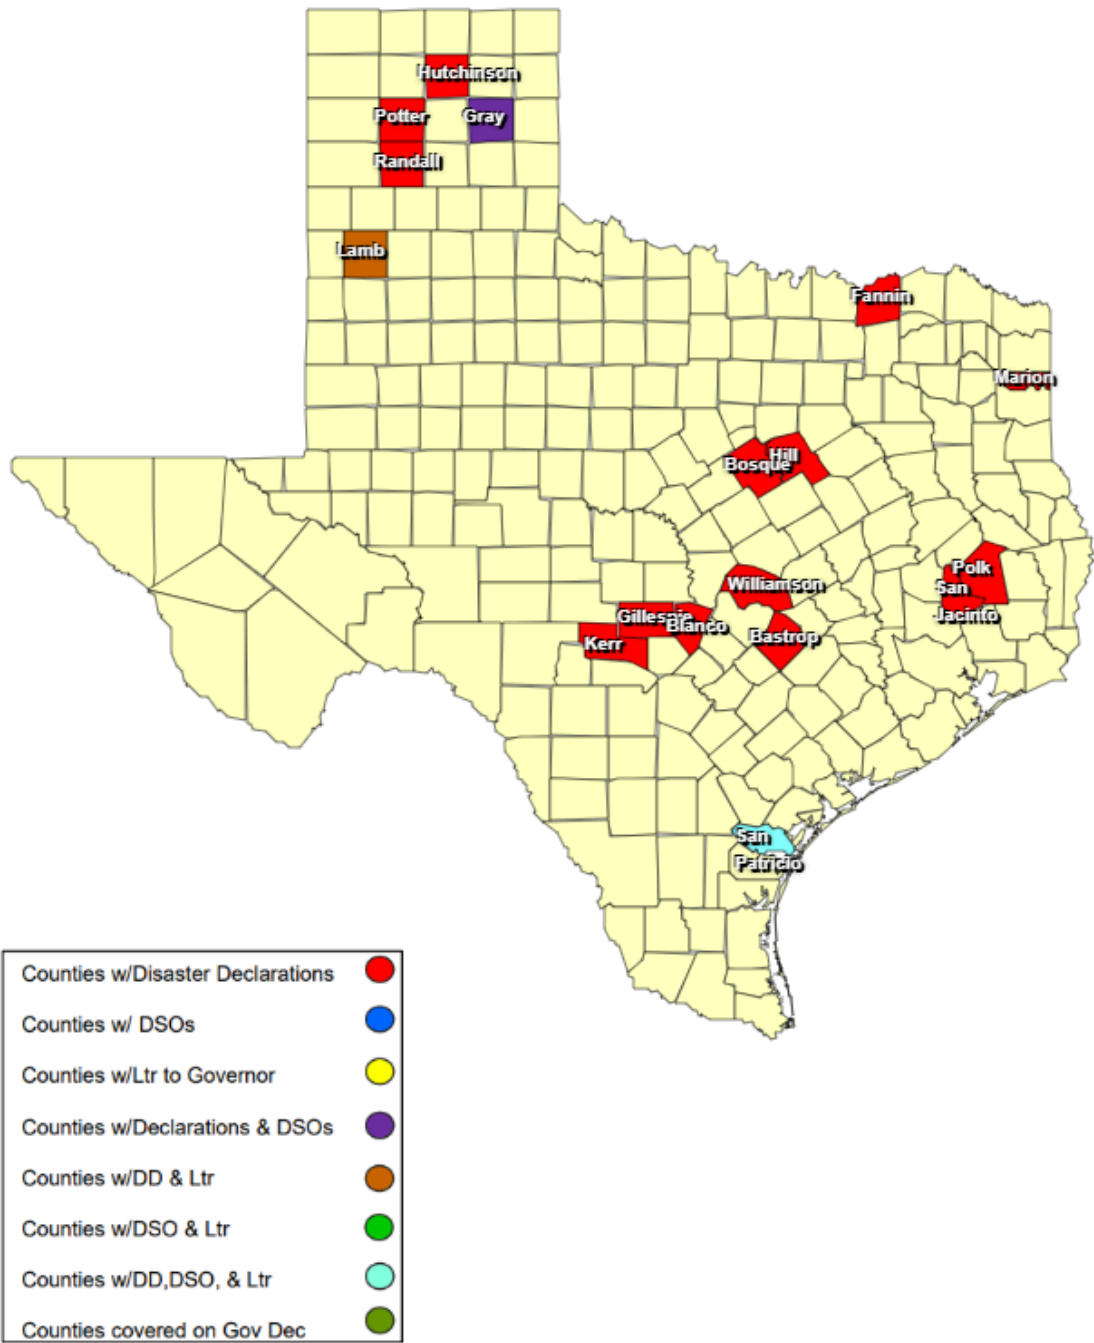 Hutchinson
Potter
Gray
Randall
Lamb
Fannin
Marion
Hill
Bosque
Polk
Williamson
San
Jacinto
Gillespie
Blanco
Bastrop
Kerr
San
Patricio
Counties w/Disaster Declarations
Counties w/ DSOs
Counties w/Ltr to Governor
Counties w/Declarations & DSOs
Counties w/DD & Ltr
Counties w/DSO & Ltr
Counties w/DD,DSO, & Ltr
Counties covered on Gov Dec